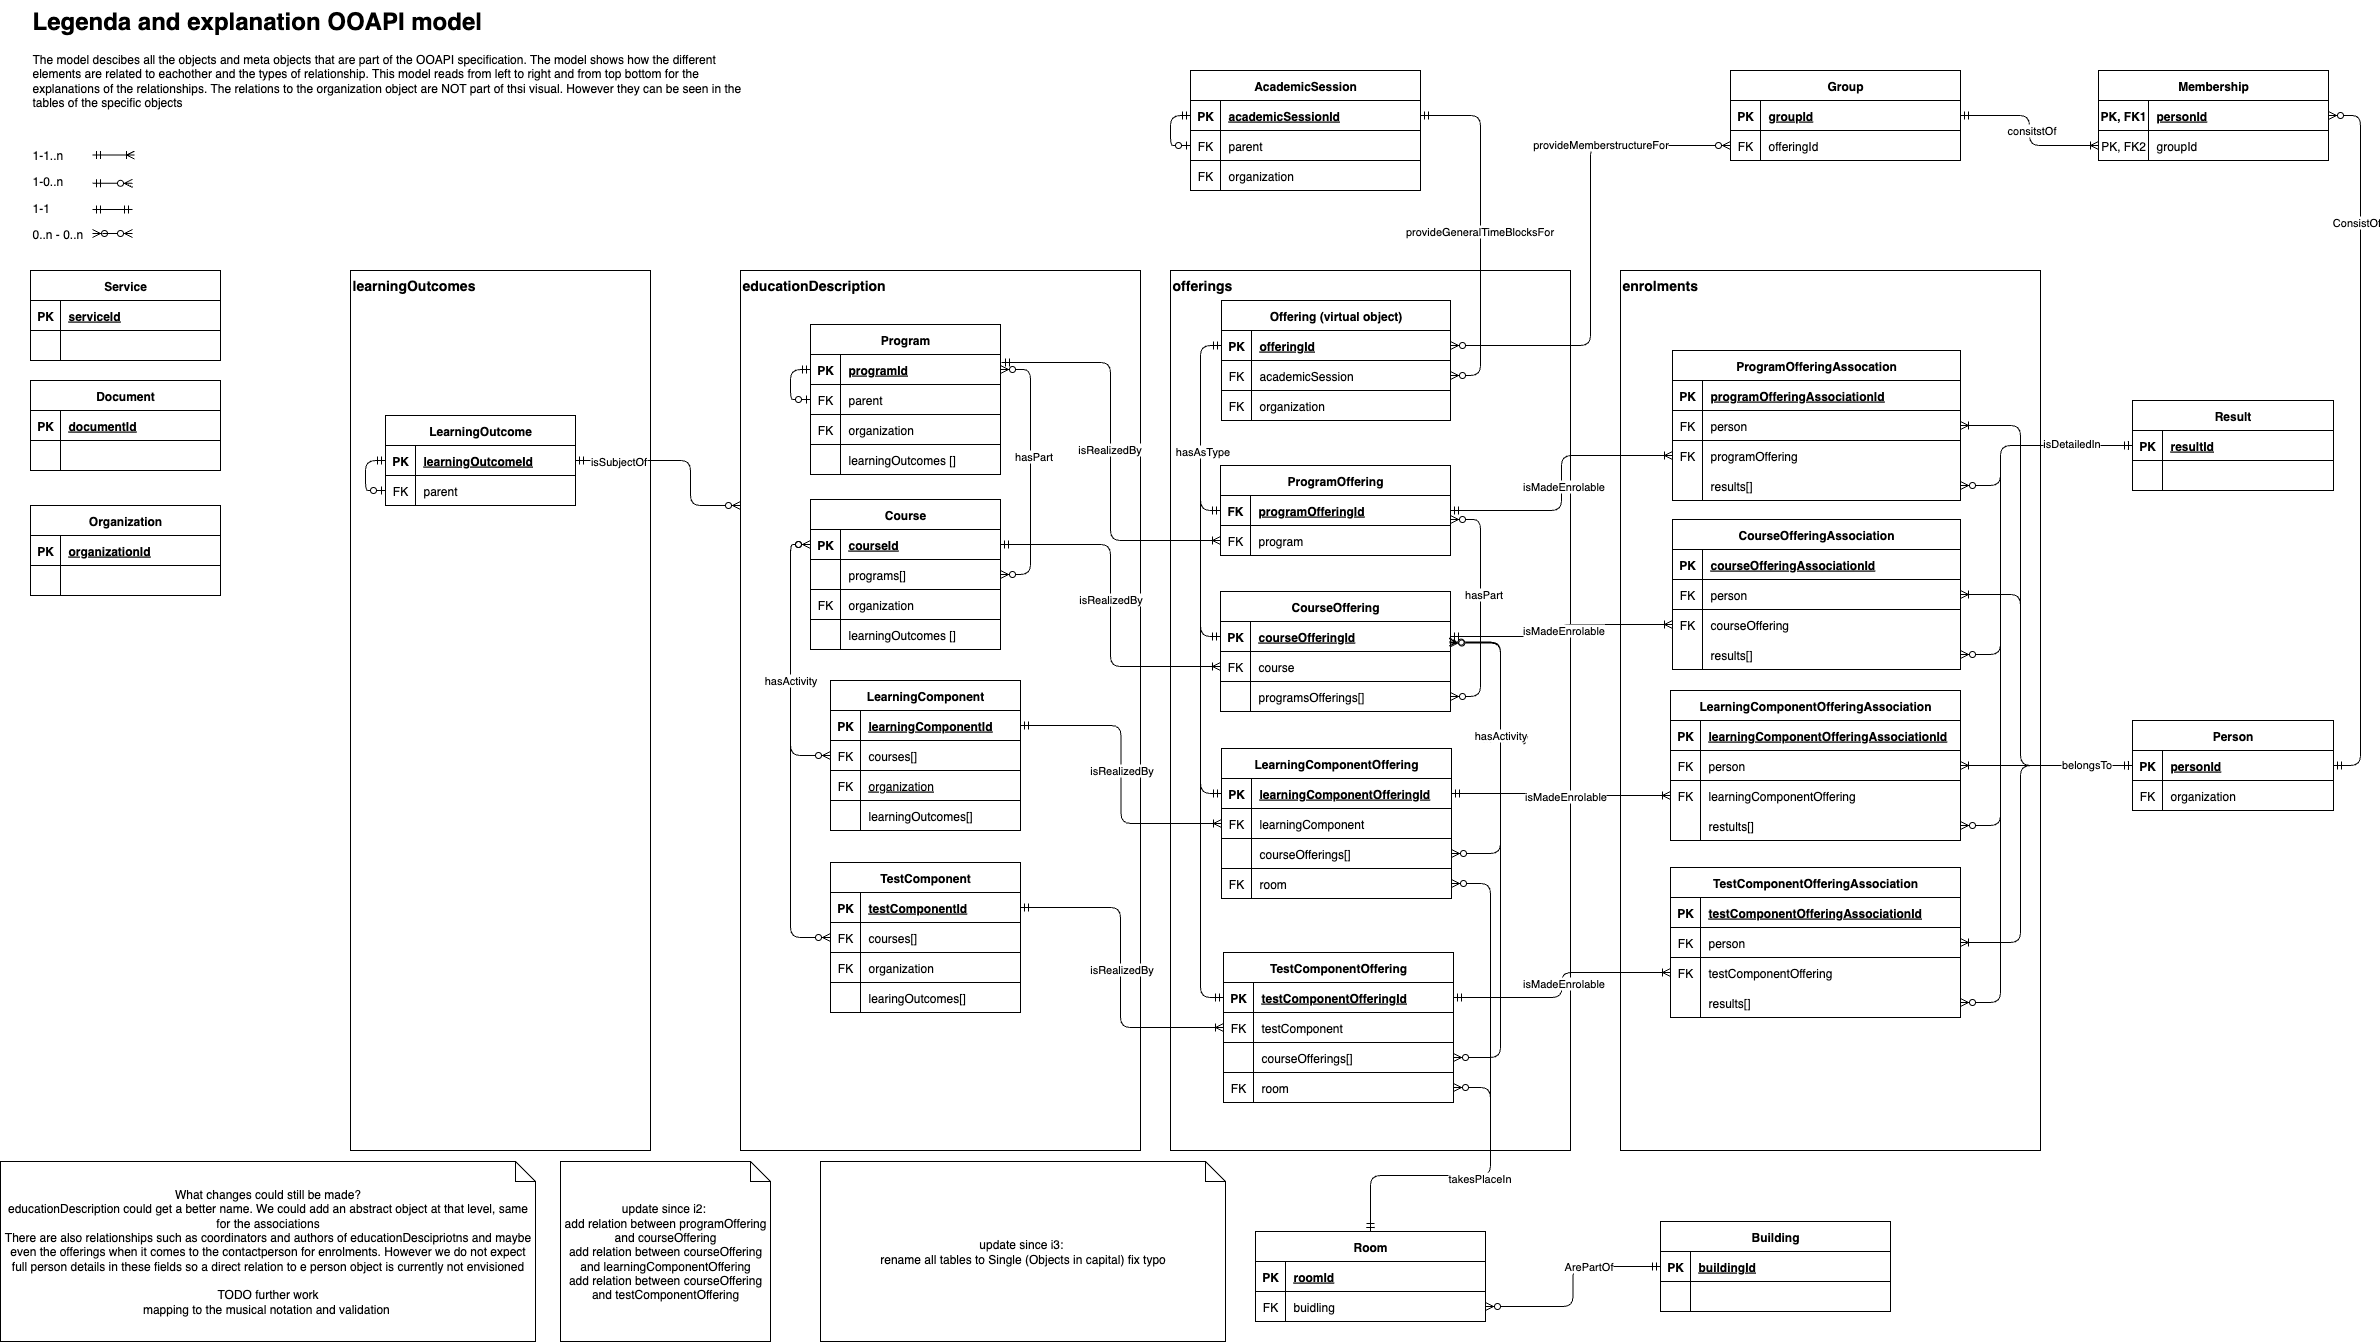 Legenda and explanation OOAPI model
The model descibes all the objects and meta objects that are part of the OOAPI specification. The model shows how the different
elements are related to eachother and the types of relationship. This model reads from left to right and from top bottom for the
explanations of the relationships. The relations to the organization object are NOT part of thsi visual. However they can be seen in the
tables of the specific objects
1-1..n
1-0..n
1-1
0..n - 0..n
Service
PK serviceId
Document
PK documentId
Organization
PK organizationId
learningOutcomes
LearningOutcome
PK learningOutcomeId
FK parent
isSubjectOf
educationDescription
Program
PK programId
FK parent
FK organization
learningOutcomes []
hasPart
isRealizedBy
Course
PK courseId
programs[]
FK organization
learningOutcomes []
isRealizedBy
hasActivity
LearningComponent
PK learningComponentId
FK courses[]
FK organization
learningOutcomes[]
isRealizedBy
TestComponent
PK testComponentId
FK courses[]
FK organization
learingOutcomes[]
isRealizedBy
AcademicSession
PK academicSessionId
FK parent
FK organization
provideGeneralTimeBlocksFor
provideMemberstructureFor
offerings
Offering (virtual object)
PK offeringId
FK academicSession
FK organization
hasAsType
ProgramOffering
FK programOfferingId
FK program
isMadeEnrolable
hasPart
CourseOffering
PK courseOfferingId
FK course
programsOfferings[]
isMadeEnrolable
hasActivity
LearningComponentOffering
PK learningComponentOfferingId
FK learningComponent
courseOfferings[]
FK room
isMadeEnrolable
TestComponentOffering
PK testComponentOfferingId
FK testComponent
courseOfferings[]
FK room
isMadeEnrolable
takesPlaceIn
Group
PK groupId
FK offeringId
consitstOf
Membership
PK, FK1 personId
PK, FK2 groupId
ConsistOf
enrolments
ProgramOfferingAssocation
PK programOfferingAssociationId
FK person
FK programOffering
results[]
CourseOfferingAssociation
PK courseOfferingAssociationId
FK person
FK courseOffering
results[]
LearningComponentOfferingAssociation
PK learningComponentOfferingAssociationId
FK person
FK learningComponentOffering
restults[]
TestComponentOfferingAssociation
PK testComponentOfferingAssociationId
FK person
FK testComponentOffering
results[]
isDetailedIn
Result
PK resultId
belongsTo
Person
PK personId
FK organization
What changes could still be made?
educationDescription could get a better name. We could add an abstract object at that level, same
for the associations
There are also relationships such as coordinators and authors of educationDescipriotns and maybe
even the offerings when it comes to the contactperson for enrolments. However we do not expect
full person details in these fields so a direct relation to e person object is currently not envisioned
TODO further work
mapping to the musical notation and validation
update since i2:
add relation between programOffering
and courseOffering
add relation between courseOffering
and learningComponentOffering
add relation between courseOffering
and testComponentOffering
update since i3:
rename all tables to Single (Objects in capital) fix typo
Room
PK roomId
FK buidling
ArePartOf
Building
PK buildingId